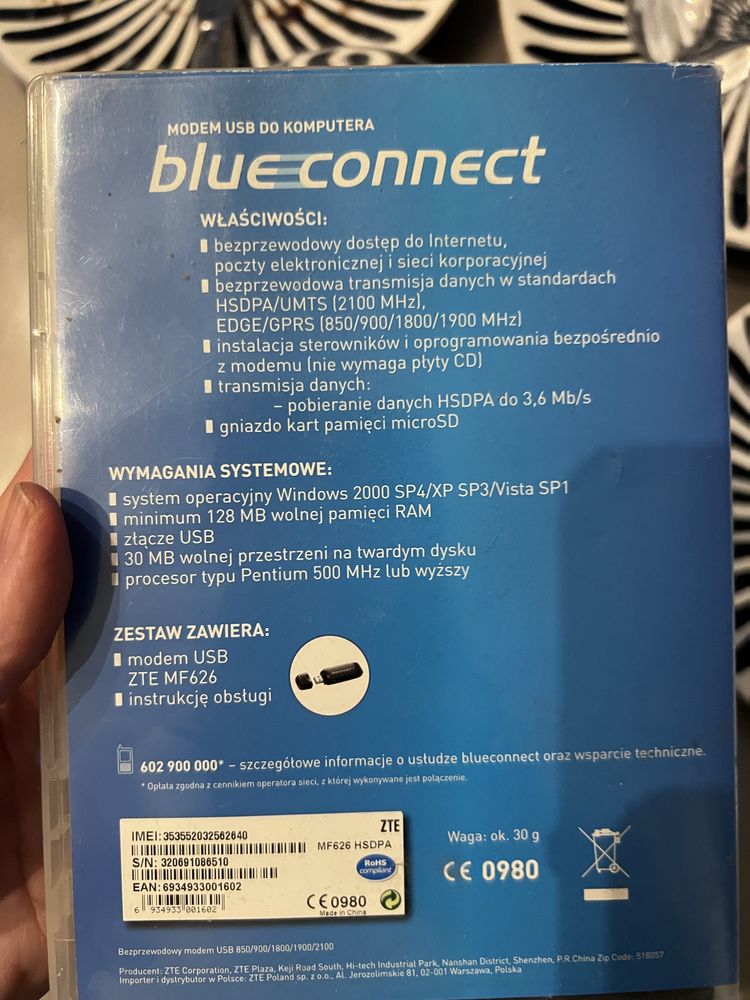 MODEM USB DO KOMPUTERA
blueconnect
WŁAŚCIWOŚCI:
bezprzewodowy dostęp do Internetu,
poczty elektronicznej i sieci korporacyjnej
bezprzewodowa transmisja danych w standardach
HSDPA/UMTS (2100 MHz),
EDGE/GPRS (850/900/1800/1900 MHz)
instalacja sterowników i oprogramowania bezpośrednio
z modemu (nie wymaga płyty CD)
transmisja danych:
– pobieranie danych HSDPA do 3,6 Mb/s
gniazdo kart pamięci microSD
WYMAGANIA SYSTEMOWE:
system operacyjny Windows 2000 SP4/XP SP3/Vista SP1
minimum 128 MB wolnej pamięci RAM
złącze USB
30 MB wolnej przestrzeni na twardym dysku
procesor typu Pentium 500 MHz lub wyższy
ZESTAW ZAWIERA:
modem USB
ZTE MF626
instrukcję obsługi
602 900 000* – szczegółowe informacje o usłudze blueconnect oraz wsparcie techniczne.
* Opłata zgodna z cennikiem operatora sieci, z której wykonywane jest połączenie.
ZTE
IMEI: 353552032562640
MF626 HSDPA
S/N: 320691086510
RoHS
compliant
EAN: 6934933001602
6 934933 001602
CE0980
Made in China
Waga: ok. 30 g
CE 0980
Bezprzewodowy modem USB 850/900/1800/1900/2100
Producent: ZTE Corporation, ZTE Plaza, Keji Road South, Hi-tech Industrial Park, Nanshan District, Shenzhen, P.R.China Zip Code: 518057
Importer i dystrybutor w Polsce: ZTE Poland sp. z o.o., Al. Jerozolimskie 81, 02-001 Warszawa, Polska